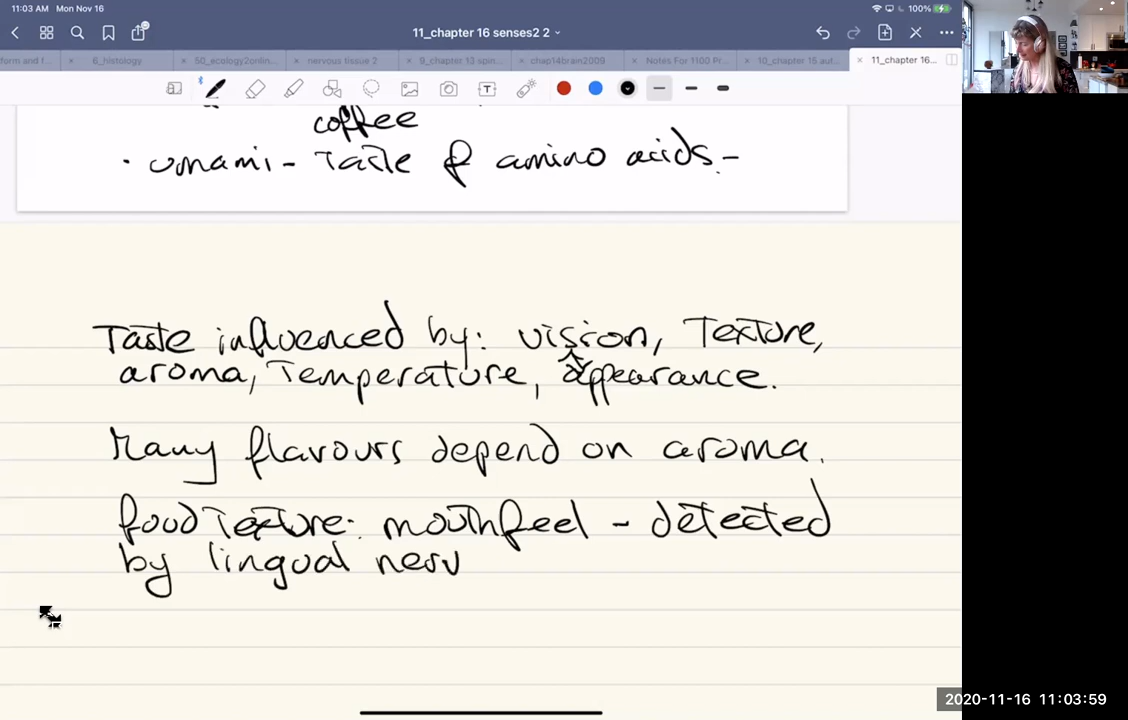 11:03 AM Mon Nov 16
100%
11_chapter 16 senses2 2
6_histology
50_ecology2onlin...
nervous tissue 2
9_chapter 13 spin...
chap14brain2009
Notes For 1100 Pr...
10_chapter 15 aut...
11_chapter 16...
T
coffee
· umami - Taste of amino acids -
Taste influenced by: vision, Texture,
aroma, Temperature, appearance.
Many flavours depend on aroma.
food Texture: mouthfeel - detected
by lingual nerv
2020-11-16 11:03:59